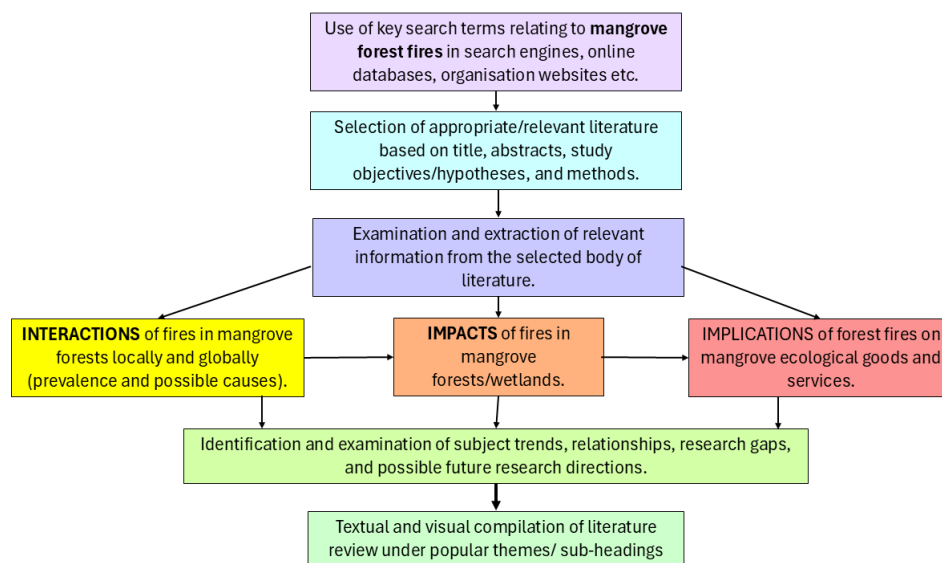 Use of key search terms relating to mangrove
forest fires in search engines, online
databases, organisation websites etc.
Selection of appropriate/relevant literature
based on title, abstracts, study
objectives/hypotheses, and methods.
Examination and extraction of relevant
information from the selected body of
literature.
INTERACTIONS of fires in mangrove
forests locally and globally
(prevalence and possible causes).
IMPACTS of fires in
mangrove
forests/wetlands.
IMPLICATIONS of forest fires on
mangrove ecological goods and
services.
Identification and examination of subject trends, relationships, research gaps,
and possible future research directions.
Textual and visual compilation of literature
review under popular themes/ sub-headings